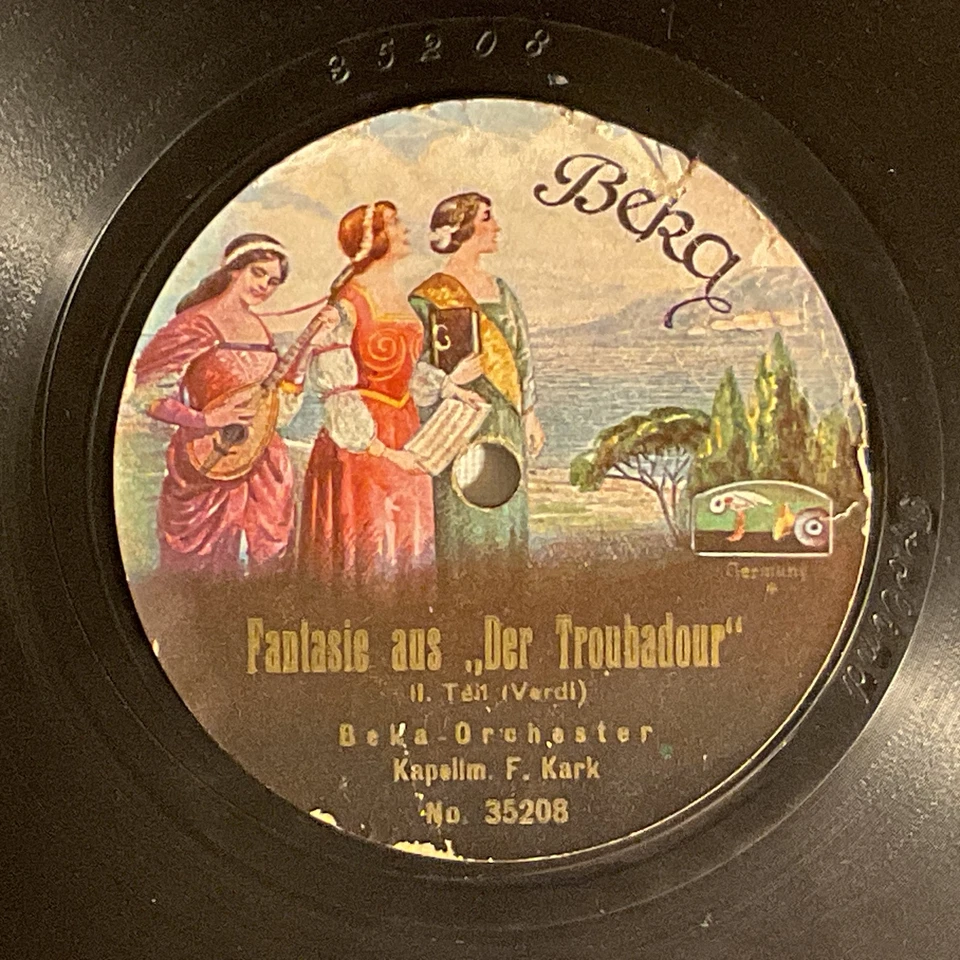 35208
Beka
Germany
Fantasie aus „Der Troubadour“
II. Teil (Verdi)
Beka-Orchester
Kapellm. F. Kark
No. 35208